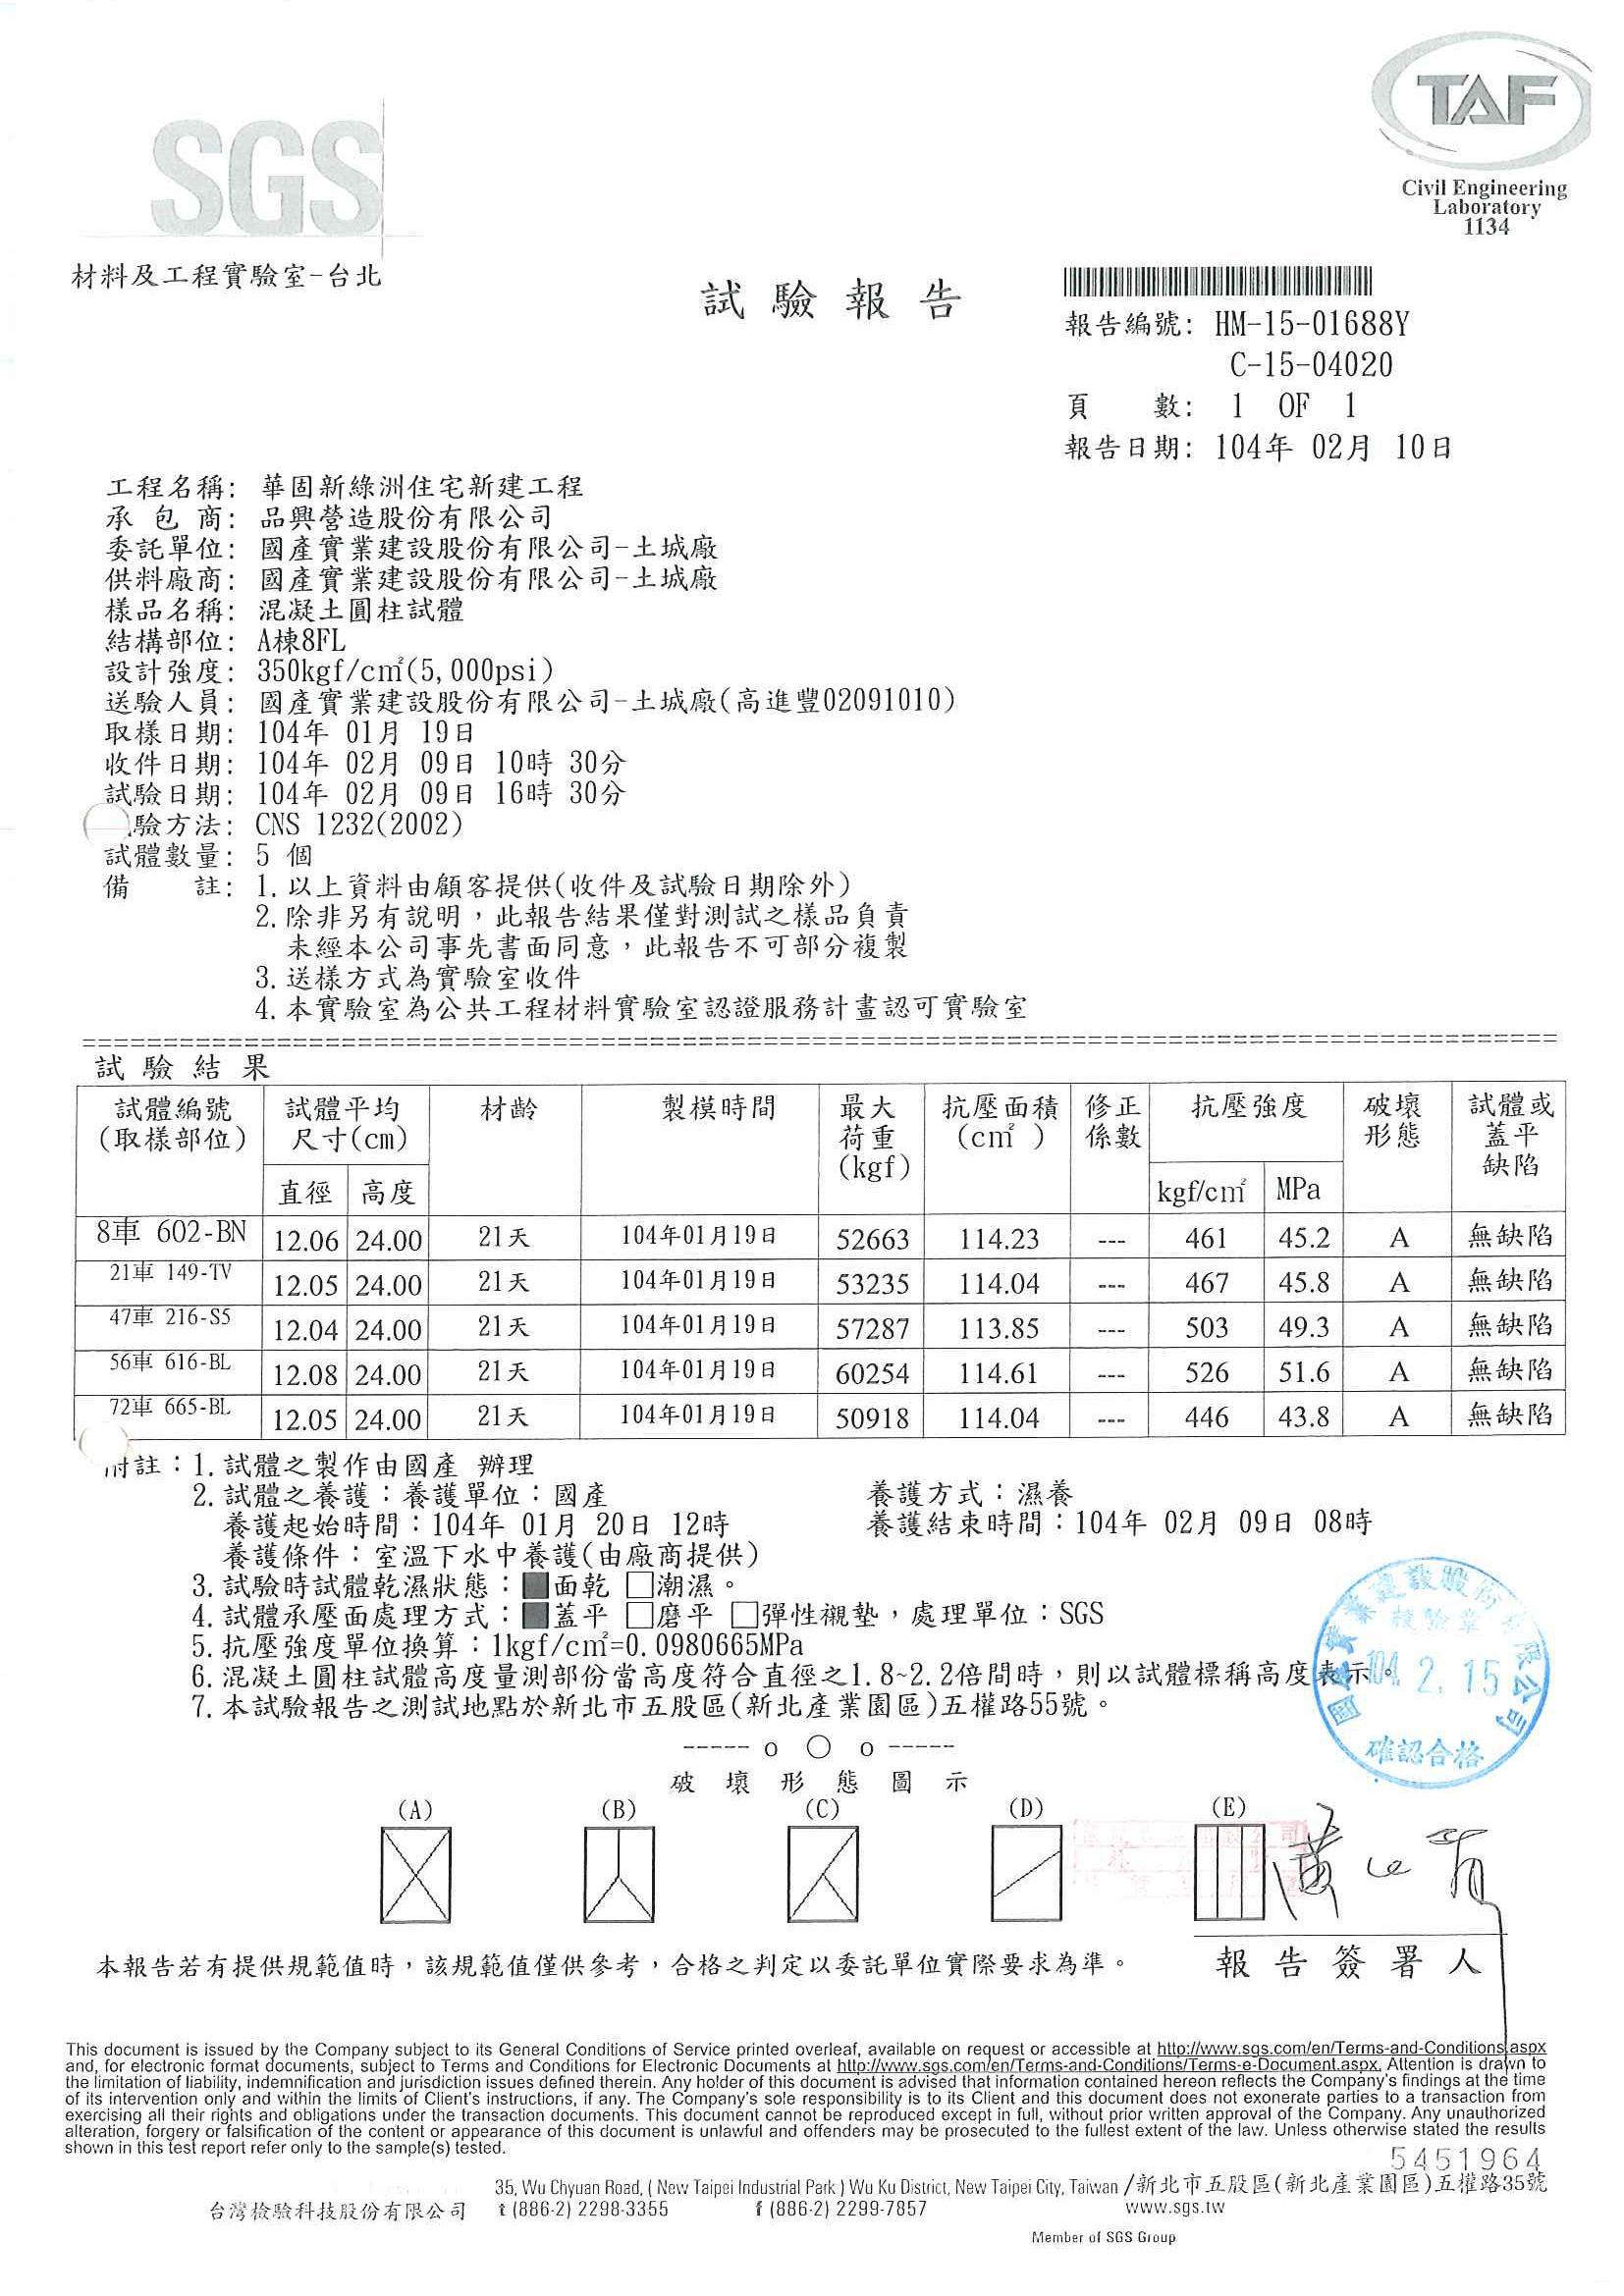 TAF
SGS
Civil Engineering
Laboratory
1134
材料及工程實驗室-台北
試驗報告
報告編號: HM-15-01688Y
C-15-04020
頁 數: 1 OF 1
報告日期: 104年 02月 10日
工程名稱: 華固新綠洲住宅新建工程
承包商: 品興營造股份有限公司
委託單位: 國產實業建設股份有限公司-土城廠
供料廠商: 國產實業建設股份有限公司-土城廠
樣品名稱: 混凝土圓柱試體
結構部位: A棟8FL
設計強度: 350kgf/c㎡(5,000psi)
送驗人員: 國產實業建設股份有限公司-土城廠(高進豐02091010)
取樣日期: 104年 01月 19日
收件日期: 104年 02月 09日 10時 30分
試驗日期: 104年 02月 09日 16時 30分
驗方法: CNS 1232(2002)
試體數量: 5 個
備 註: 1.以上資料由顧客提供(收件及試驗日期除外)
2.除非另有說明,此報告結果僅對測試之樣品負責
未經本公司事先書面同意,此報告不可部分複製
3.送樣方式為實驗室收件
4.本實驗室為公共工程材料實驗室認證服務計畫認可實驗室
試驗結果
試體編號 試體平均 材齡 製模時間 最大 抗壓面積 修正 抗壓強度 破壞 試體或
(取樣部位) 尺寸(cm) 荷重 (c㎡) 係數 形態 蓋平
(kgf) 缺陷
直徑 高度 kgf/c㎡ MPa
8車 602-BN 12.06 24.00 21天 104年01月19日 52663 114.23 --- 461 45.2 A 無缺陷
21車 149-TV 12.05 24.00 21天 104年01月19日 53235 114.04 --- 467 45.8 A 無缺陷
47車 216-S5 12.04 24.00 21天 104年01月19日 57287 113.85 --- 503 49.3 A 無缺陷
56車 616-BL 12.08 24.00 21天 104年01月19日 60254 114.61 --- 526 51.6 A 無缺陷
72車 665-BL 12.05 24.00 21天 104年01月19日 50918 114.04 --- 446 43.8 A 無缺陷
附註:1.試體之製作由國產 辦理
2.試體之養護:養護單位:國產 養護方式:濕養
養護起始時間:104年 01月 20日 12時 養護結束時間:104年 02月 09日 08時
養護條件:室溫下水中養護(由廠商提供)
3.試驗時試體乾濕狀態:■面乾 □潮濕。
4.試體承壓面處理方式:■蓋平 □磨平 □彈性襯墊,處理單位:SGS
5.抗壓強度單位換算:1kgf/c㎡=0.0980665MPa
6.混凝土圓柱試體高度量測部份當高度符合直徑之1.8~2.2倍間時,則以試體標稱高度表示。
7.本試驗報告之測試地點於新北市五股區(新北產業園區)五權路55號。
國產實業建設股份有限公司
檢驗章
104. 2. 15
確認合格
----- o ○ o -----
破壞形態圖示
(A) (B) (C) (D) (E)
本報告若有提供規範值時,該規範值僅供參考,合格之判定以委託單位實際要求為準。
報告簽署人
This document is issued by the Company subject to its General Conditions of Service printed overleaf, available on request or accessible at http://www.sgs.com/en/Terms-and-Conditions.aspx
and, for electronic format documents, subject to Terms and Conditions for Electronic Documents at http://www.sgs.com/en/Terms-and-Conditions/Terms-e-Document.aspx. Attention is drawn to
the limitation of liability, indemnification and jurisdiction issues defined therein. Any holder of this document is advised that information contained hereon reflects the Company's findings at the time
of its intervention only and within the limits of Client's instructions, if any. The Company's sole responsibility is to its Client and this document does not exonerate parties to a transaction from
exercising all their rights and obligations under the transaction documents. This document cannot be reproduced except in full, without prior written approval of the Company. Any unauthorized
alteration, forgery or falsification of the content or appearance of this document is unlawful and offenders may be prosecuted to the fullest extent of the law. Unless otherwise stated the results
shown in this test report refer only to the sample(s) tested.
5451964
35, Wu Chyuan Road, ( New Taipei Industrial Park ) Wu Ku District, New Taipei City, Taiwan /新北市五股區(新北產業園區)五權路35號
台灣檢驗科技股份有限公司 t (886-2) 2298-3355 f (886-2) 2299-7857 www.sgs.tw
Member of SGS Group